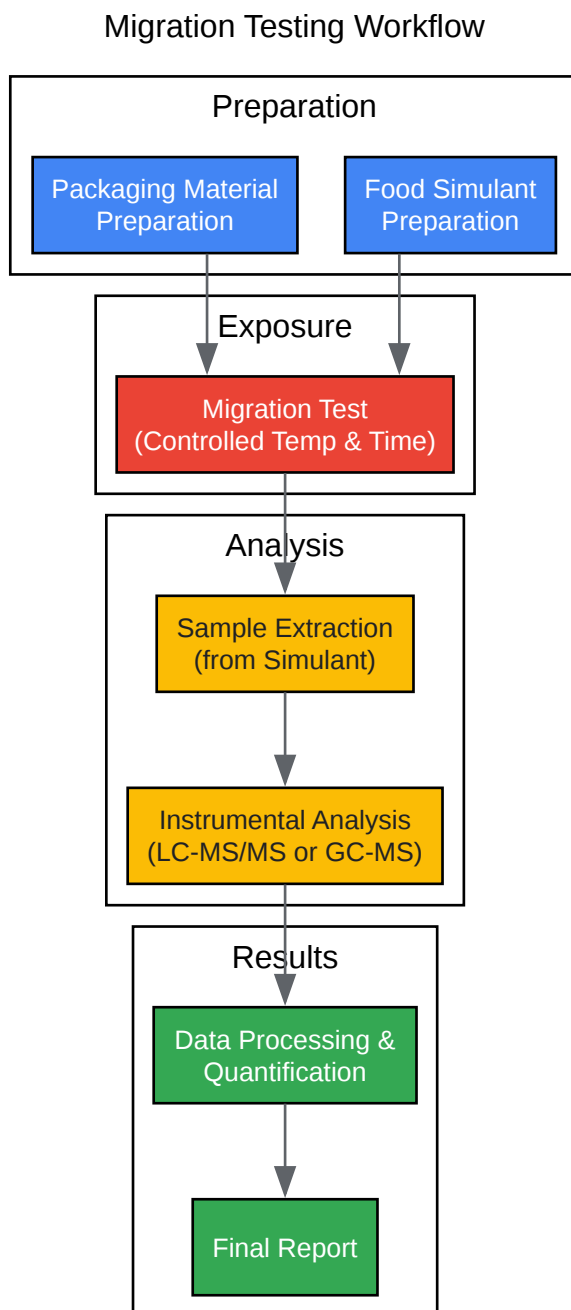 Migration Testing Workflow
Preparation
Packaging Material
Preparation
Food Simulant
Preparation
Exposure
Migration Test
(Controlled Temp & Time)
Analysis
Sample Extraction
(from Simulant)
Instrumental Analysis
(LC-MS/MS or GC-MS)
Results
Data Processing &
Quantification
Final Report